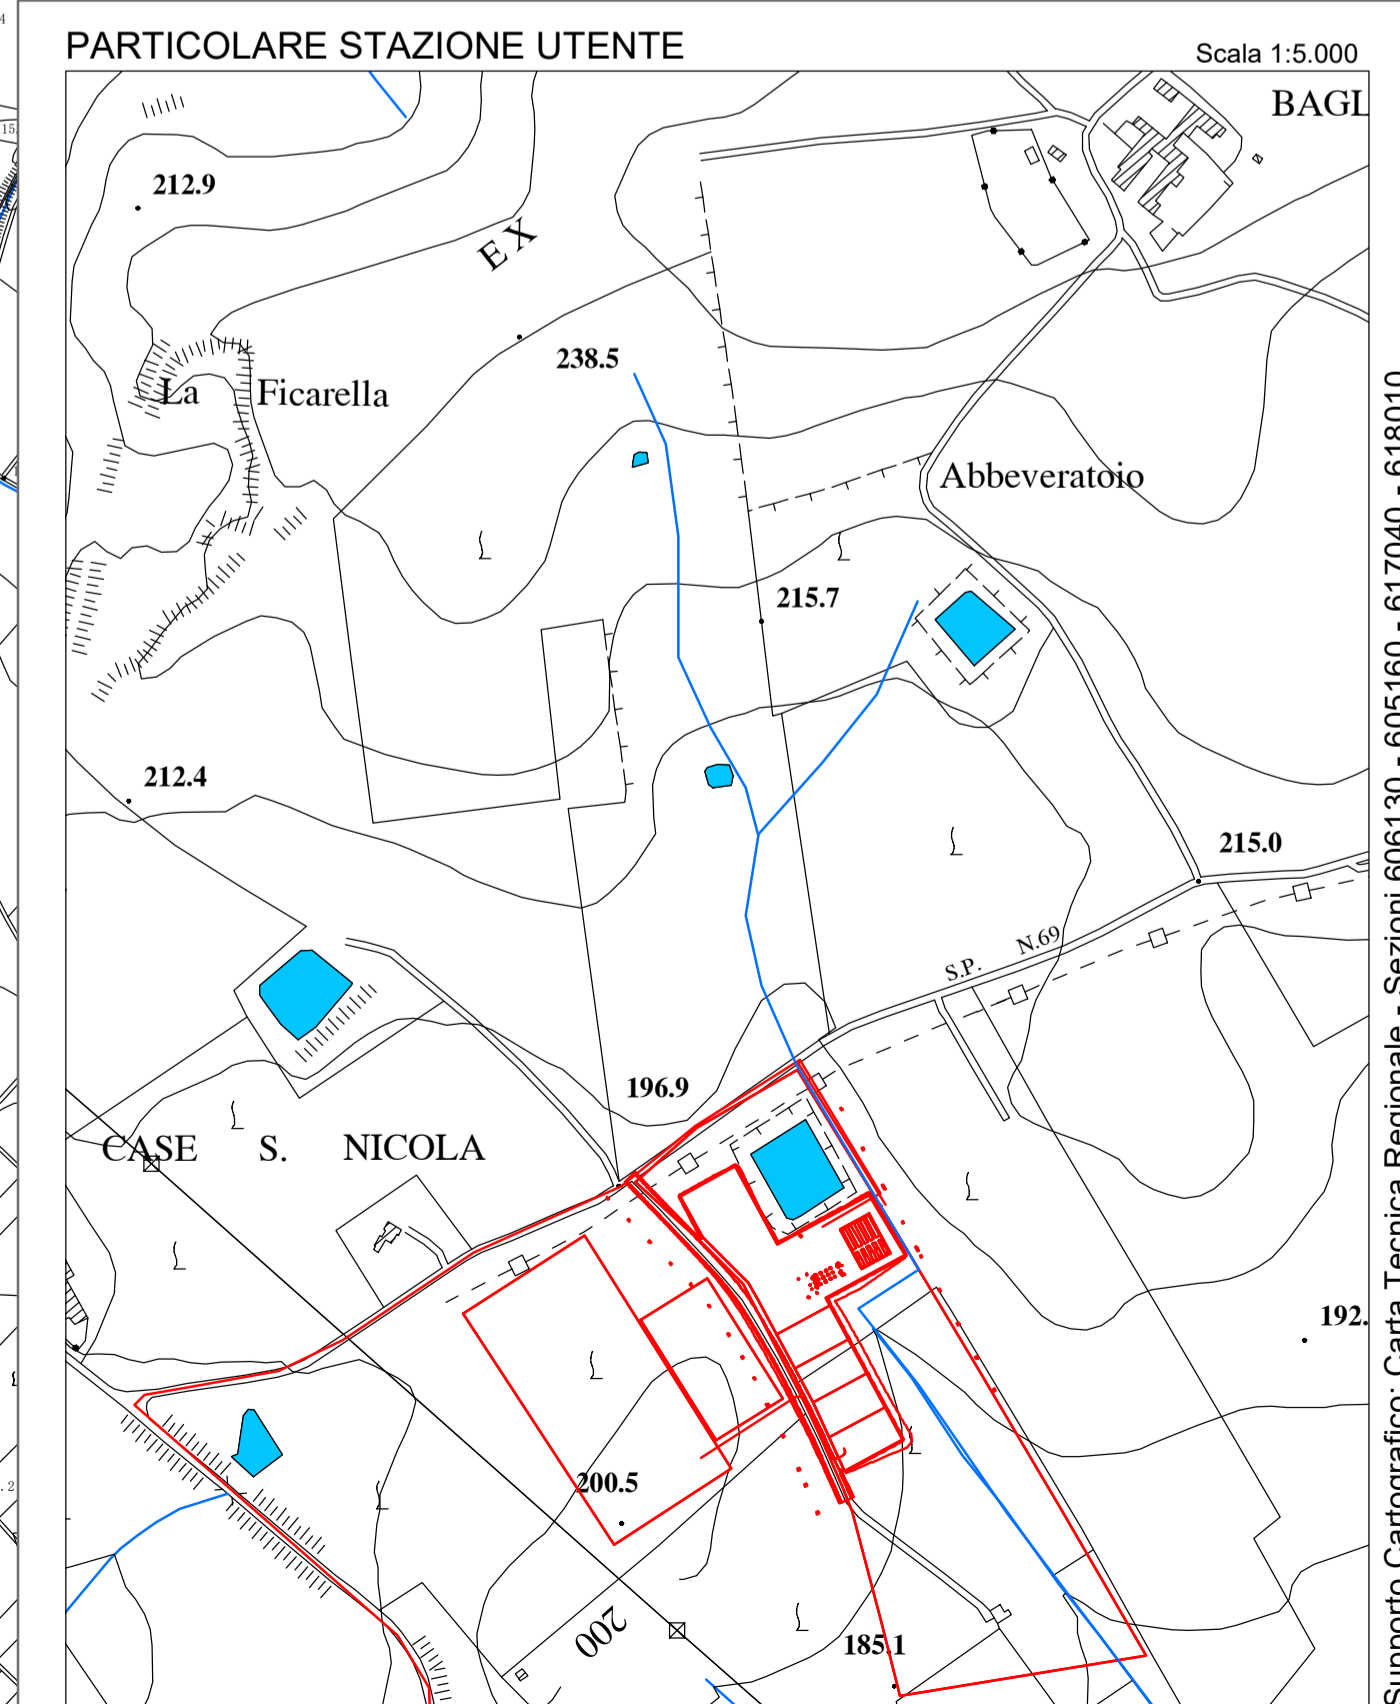 PARTICOLARE STAZIONE UTENTE
Scala 1:5.000
BAGL
212.9
EX
238.5
La Ficarella
Abbeveratoio
215.7
212.4
215.0
S.P. N.69
196.9
CASE S. NICOLA
192.
200.5
200
185.1
Supporto Cartografico: Carta Tecnica Regionale - Sezioni 606130 - 605160 - 617040 - 618010